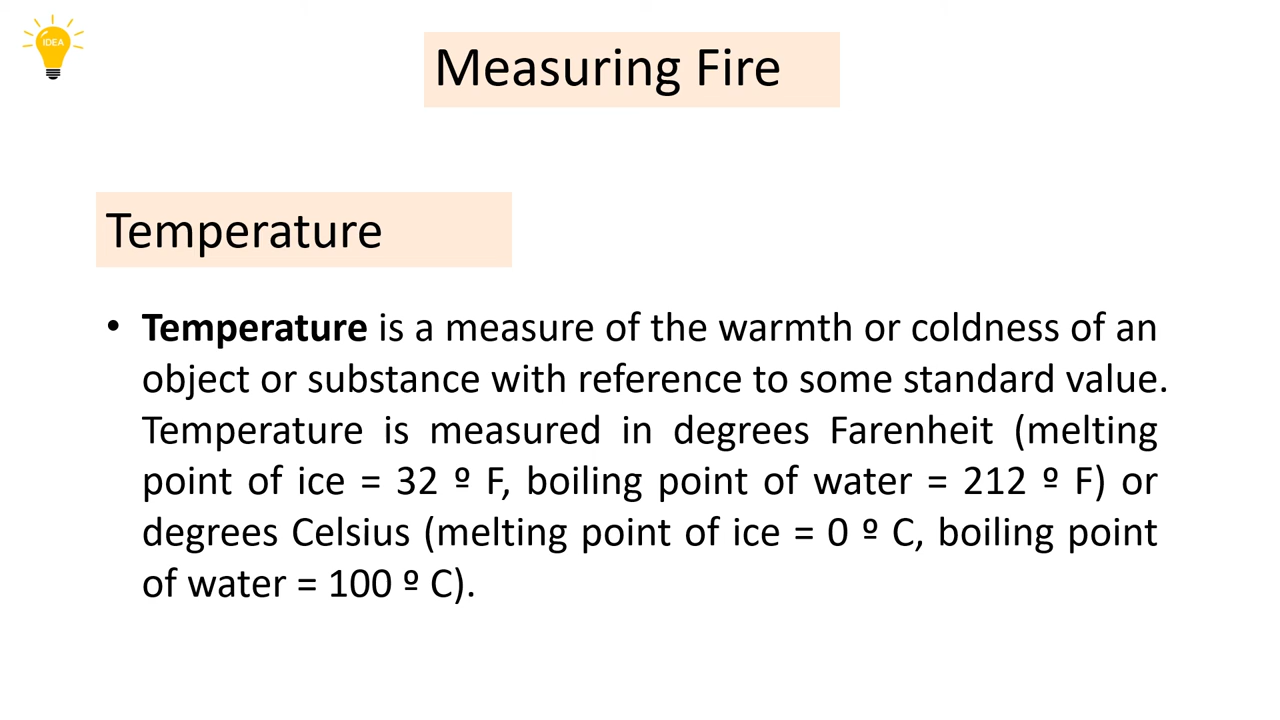 IDEA
Measuring Fire
Temperature
• Temperature is a measure of the warmth or coldness of an
object or substance with reference to some standard value.
Temperature is measured in degrees Farenheit (melting
point of ice = 32 º F, boiling point of water = 212 º F) or
degrees Celsius (melting point of ice = 0 º C, boiling point
of water = 100 º C).